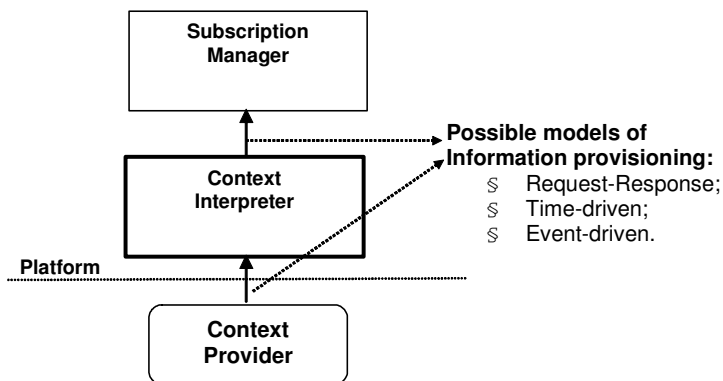 Subscription
Manager
Possible models of
Information provisioning:
§ Request-Response;
§ Time-driven;
§ Event-driven.
Context
Interpreter
Platform
Context
Provider